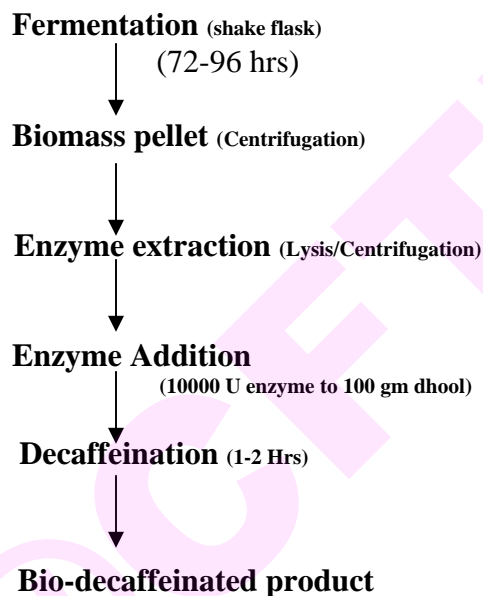 Fermentation (shake flask)
(72-96 hrs)
Biomass pellet (Centrifugation)
Enzyme extraction (Lysis/Centrifugation)
Enzyme Addition
(10000 U enzyme to 100 gm dhool)
Decaffeination (1-2 Hrs)
Bio-decaffeinated product